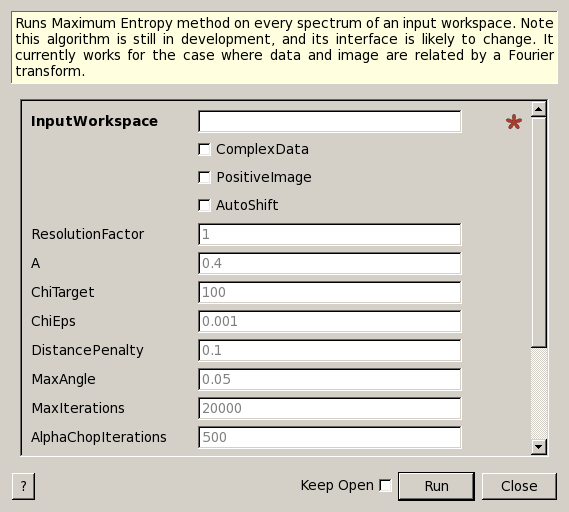 Runs Maximum Entropy method on every spectrum of an input workspace. Note
this algorithm is still in development, and its interface is likely to change. It
currently works for the case where data and image are related by a Fourier
transform.
InputWorkspace
*
ComplexData
PositiveImage
AutoShift
ResolutionFactor 1
A 0.4
ChiTarget 100
ChiEps 0.001
DistancePenalty 0.1
MaxAngle 0.05
MaxIterations 20000
AlphaChopIterations 500
? Keep Open Run Close